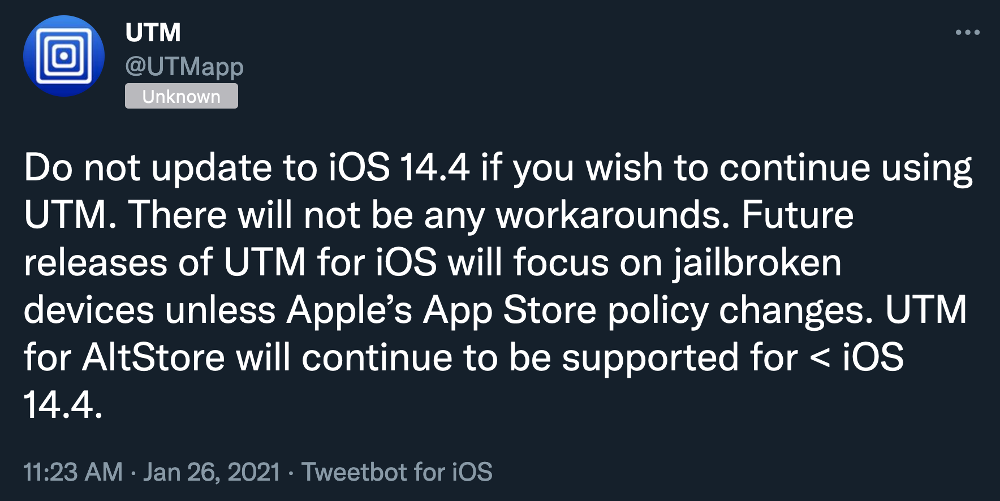 UTM
@UTMapp
Unknown
Do not update to iOS 14.4 if you wish to continue using
UTM. There will not be any workarounds. Future
releases of UTM for iOS will focus on jailbroken
devices unless Apple’s App Store policy changes. UTM
for AltStore will continue to be supported for < iOS
14.4.
11:23 AM · Jan 26, 2021 · Tweetbot for iOS